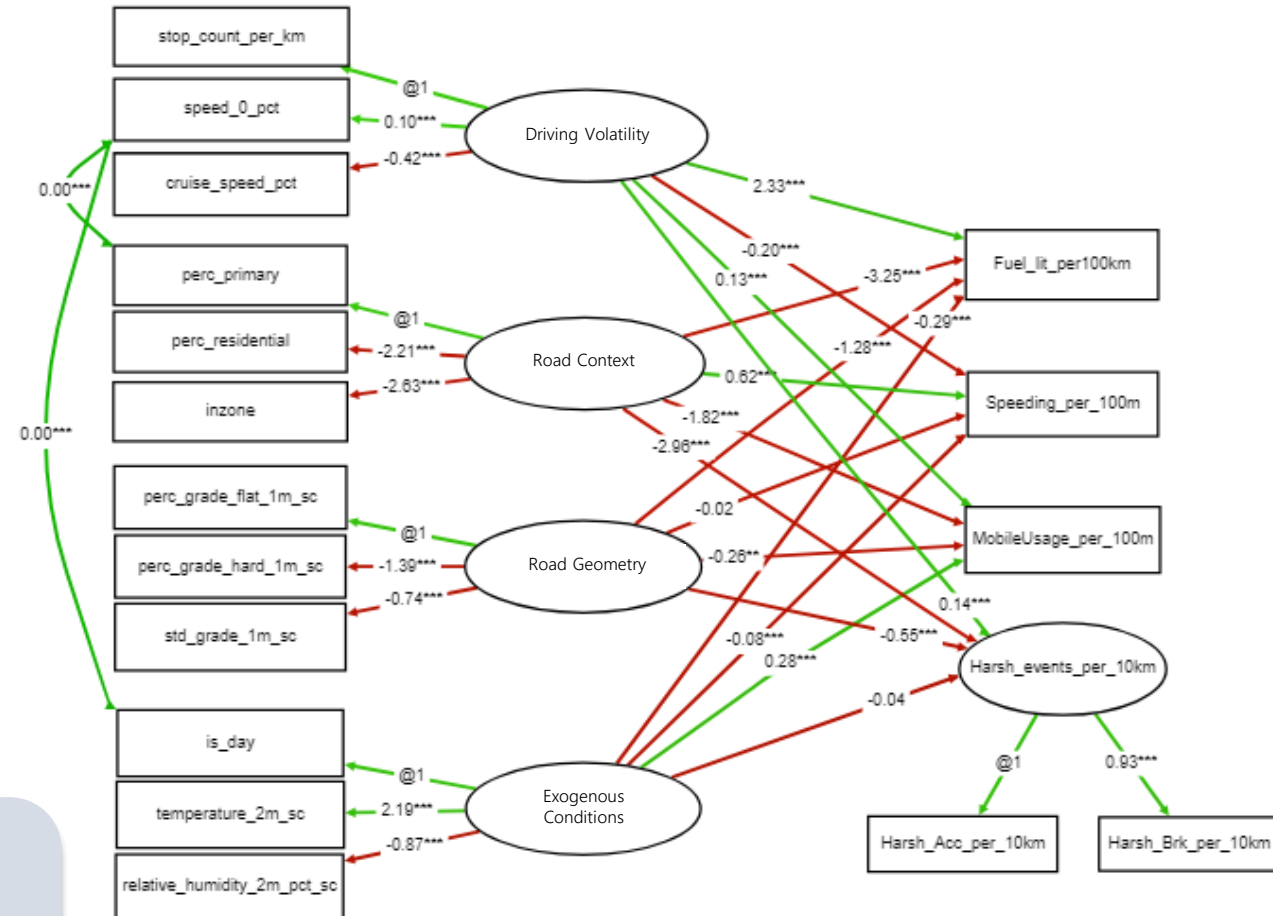 stop_count_per_km
@1
speed_0_pct
0.10***
Driving Volatility
cruise_speed_pct
-0.42***
0.00***
2.33***
-0.20***
0.13***
Fuel_lit_per100km
perc_primary
@1
-3.25***
-0.29***
perc_residential
-2.21***
Road Context
-1.28***
0.62***
inzone
-2.63***
Speeding_per_100m
-1.82***
0.00***
-2.96***
perc_grade_flat_1m_sc
-0.02
@1
MobileUsage_per_100m
perc_grade_hard_1m_sc
-1.39***
Road Geometry
-0.26**
std_grade_1m_sc
-0.74***
0.14***
-0.55***
-0.08***
0.28***
Harsh_events_per_10km
-0.04
is_day
@1
@1
0.93***
temperature_2m_sc
2.19***
Exogenous
Conditions
-0.87***
relative_humidity_2m_pct_sc
Harsh_Acc_per_10km
Harsh_Brk_per_10km